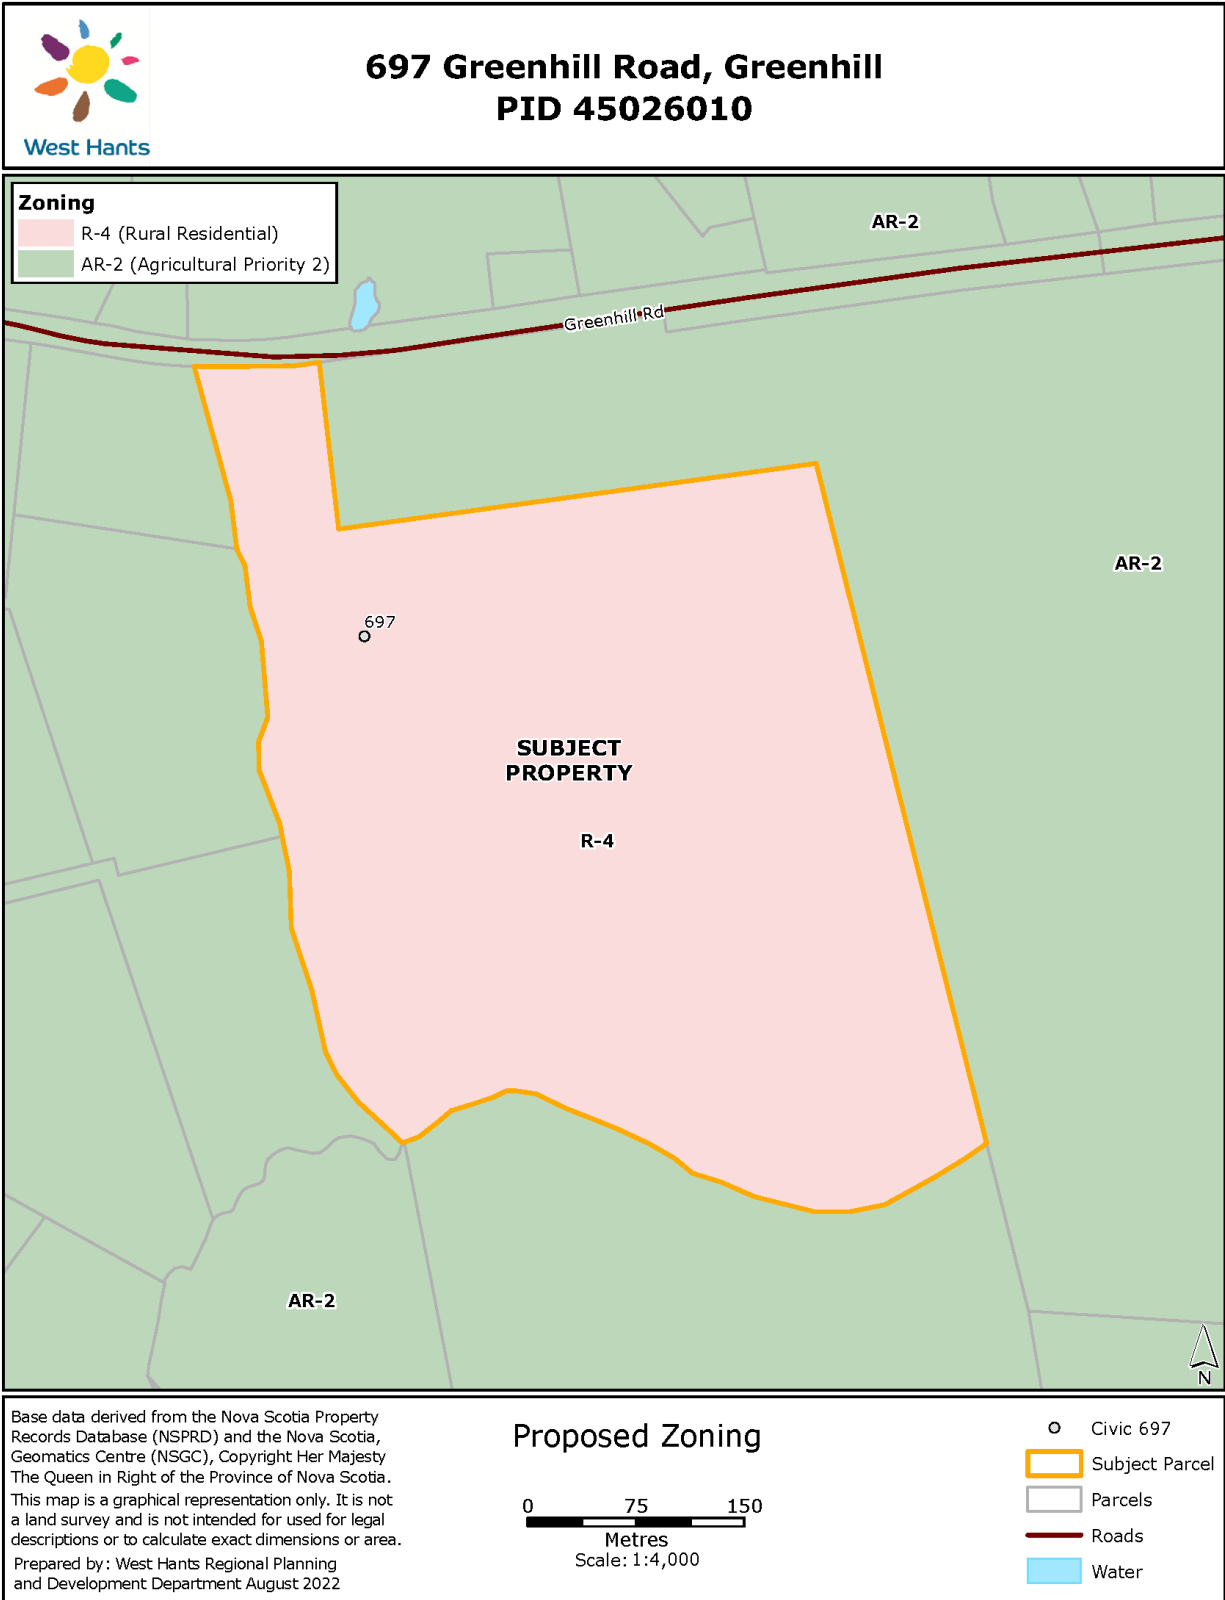 697 Greenhill Road, Greenhill
PID 45026010
West Hants
Zoning
R-4 (Rural Residential)
AR-2 (Agricultural Priority 2)
AR-2
Greenhill Rd
AR-2
697
SUBJECT
PROPERTY
R-4
AR-2
N
Base data derived from the Nova Scotia Property
Records Database (NSPRD) and the Nova Scotia,
Geomatics Centre (NSGC), Copyright Her Majesty
The Queen in Right of the Province of Nova Scotia.
This map is a graphical representation only. It is not
a land survey and is not intended for used for legal
descriptions or to calculate exact dimensions or area.
Prepared by: West Hants Regional Planning
and Development Department August 2022
Proposed Zoning
0 75 150
Metres
Scale: 1:4,000
Civic 697
Subject Parcel
Parcels
Roads
Water